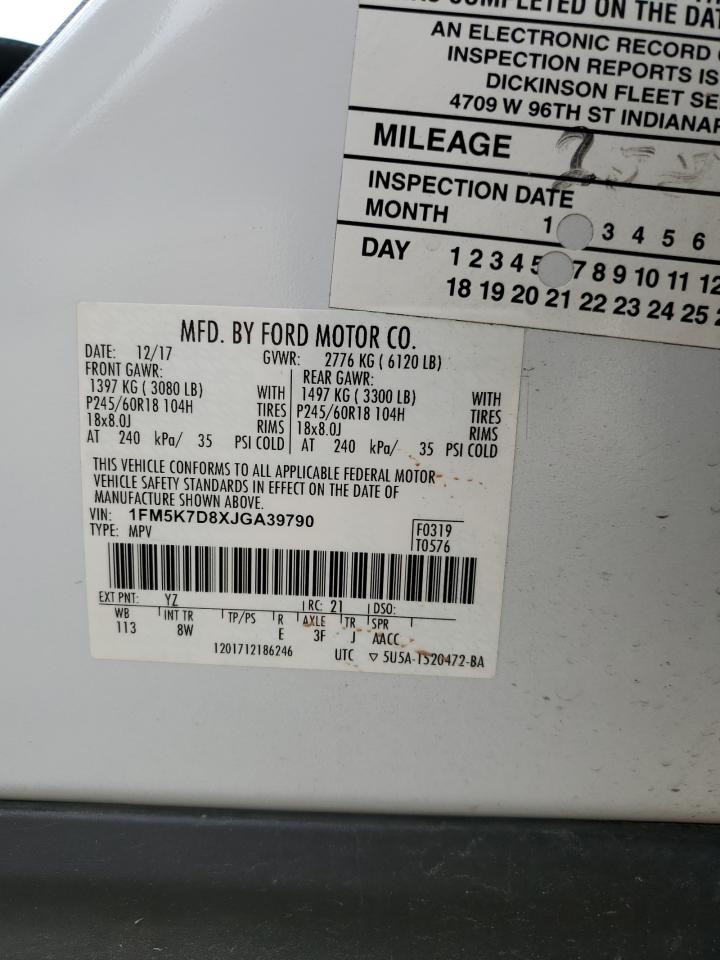 COMPLETED ON THE DAT
AN ELECTRONIC RECORD
INSPECTION REPORTS IS
DICKINSON FLEET SE
4709 W 96TH ST INDIANAP
MILEAGE 2
INSPECTION DATE
MONTH 1 3 4 5 6
DAY 1 2 3 4 5 7 8 9 10 11 12
18 19 20 21 22 23 24 25
MFD. BY FORD MOTOR CO.
DATE: 12/17 GVWR: 2776 KG ( 6120 LB)
FRONT GAWR: REAR GAWR:
1397 KG ( 3080 LB) WITH 1497 KG ( 3300 LB) WITH
P245/60R18 104H TIRES P245/60R18 104H TIRES
18x8.0J RIMS 18x8.0J RIMS
AT 240 kPa/ 35 PSI COLD AT 240 kPa/ 35 PSI COLD
THIS VEHICLE CONFORMS TO ALL APPLICABLE FEDERAL MOTOR
VEHICLE SAFETY STANDARDS IN EFFECT ON THE DATE OF
MANUFACTURE SHOWN ABOVE.
VIN: 1FM5K7D8XJGA39790 F0319
TYPE: MPV T0576
EXT PNT: YZ RC: 21 DSO:
WB INT TR TP/PS R AXLE TR SPR
113 8W E 3F J AACC
1201712186246 UTC ▽ 5U5A-1520472-BA